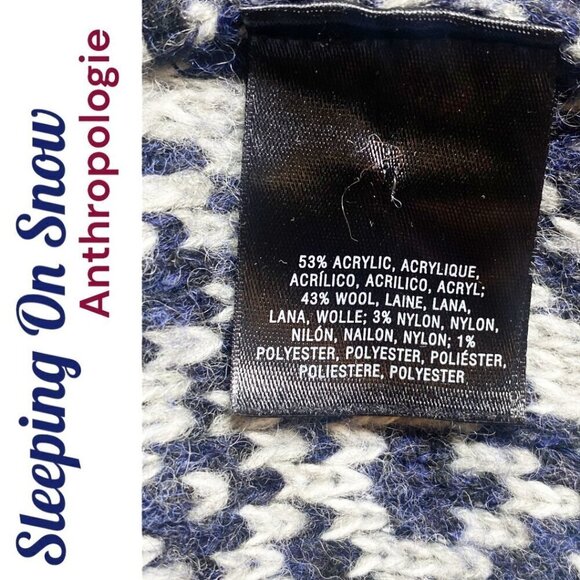 Sleeping On Snow
Anthropologie
53% ACRYLIC, ACRYLIQUE,
ACRÍLICO, ACRILICO, ACRYL;
43% WOOL, LAINE, LANA,
LANA, WOLLE; 3% NYLON, NYLON,
NILÓN, NAILON, NYLON; 1%
POLYESTER, POLYESTER, POLIÉSTER,
POLIESTERE, POLYESTER